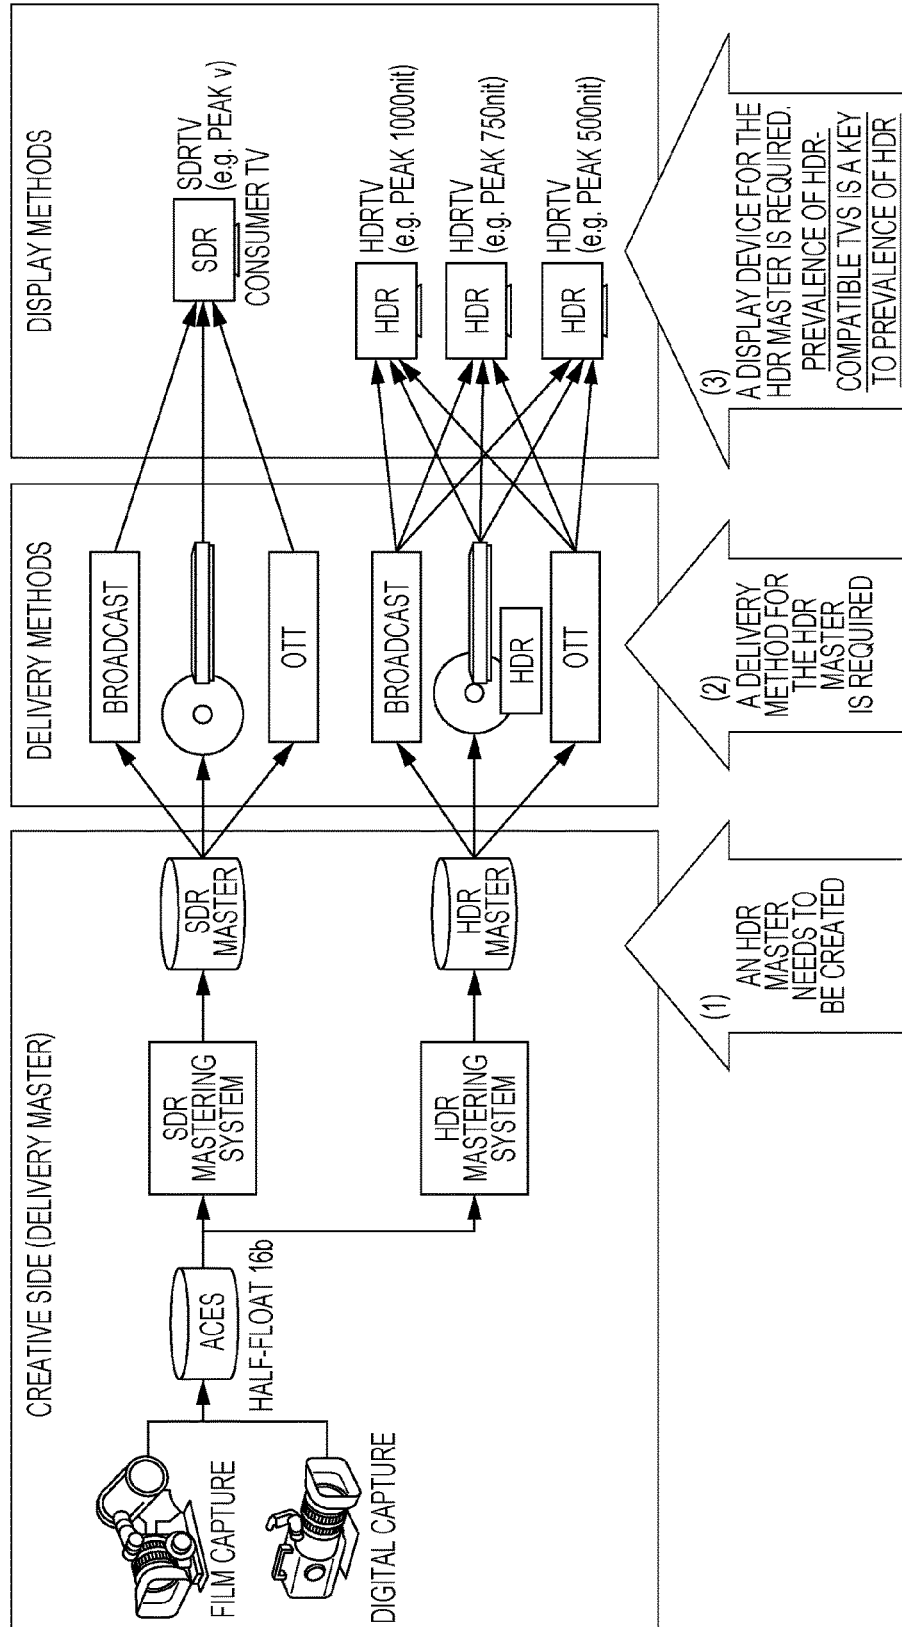 CREATIVE SIDE (DELIVERY MASTER)
FILM CAPTURE
DIGITAL CAPTURE
ACES
HALF-FLOAT 16b
SDR
MASTERING
SYSTEM
HDR
MASTERING
SYSTEM
SDR
MASTER
HDR
MASTER
DELIVERY METHODS
BROADCAST
OTT
BROADCAST
HDR
OTT
DISPLAY METHODS
SDR
SDRTV
(e.g. PEAK v)
CONSUMER TV
HDR
HDRTV
(e.g. PEAK 1000nit)
HDR
HDRTV
(e.g. PEAK 750nit)
HDR
HDRTV
(e.g. PEAK 500nit)
(1)
AN HDR
MASTER
NEEDS TO
BE CREATED
(2)
A DELIVERY
METHOD FOR
THE HDR
MASTER
IS REQUIRED
(3)
A DISPLAY DEVICE FOR THE
HDR MASTER IS REQUIRED.
PREVALENCE OF HDR-
COMPATIBLE TVS IS A KEY
TO PREVALENCE OF HDR